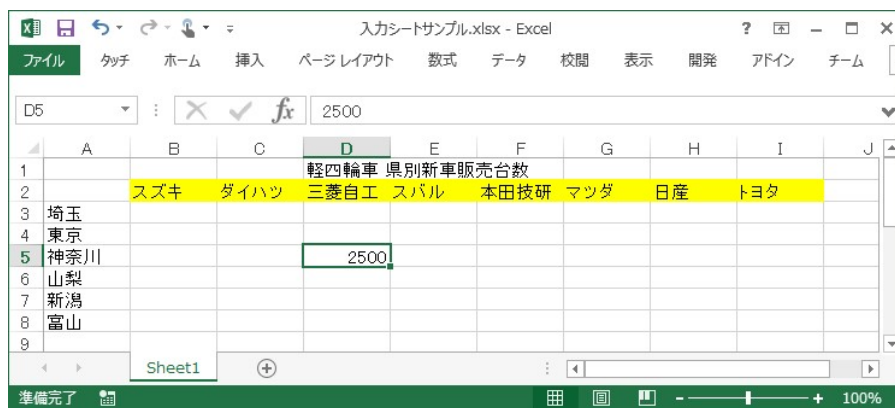 入力シートサンプル.xlsx - Excel ?
ファイル タッチ ホーム 挿入 ページ レイアウト 数式 データ 校閲 表示 開発 アドイン チーム
D5 fx 2500
A B C D E F G H I J
1 軽四輪車 県別新車販売台数
2 スズキ ダイハツ 三菱自工 スバル 本田技研 マツダ 日産 トヨタ
3 埼玉
4 東京
5 神奈川 2500
6 山梨
7 新潟
8 富山
9
Sheet1
準備完了 100%